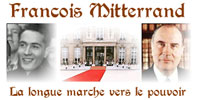 Francois Mitterrand
La longue marche vers le pouvoir